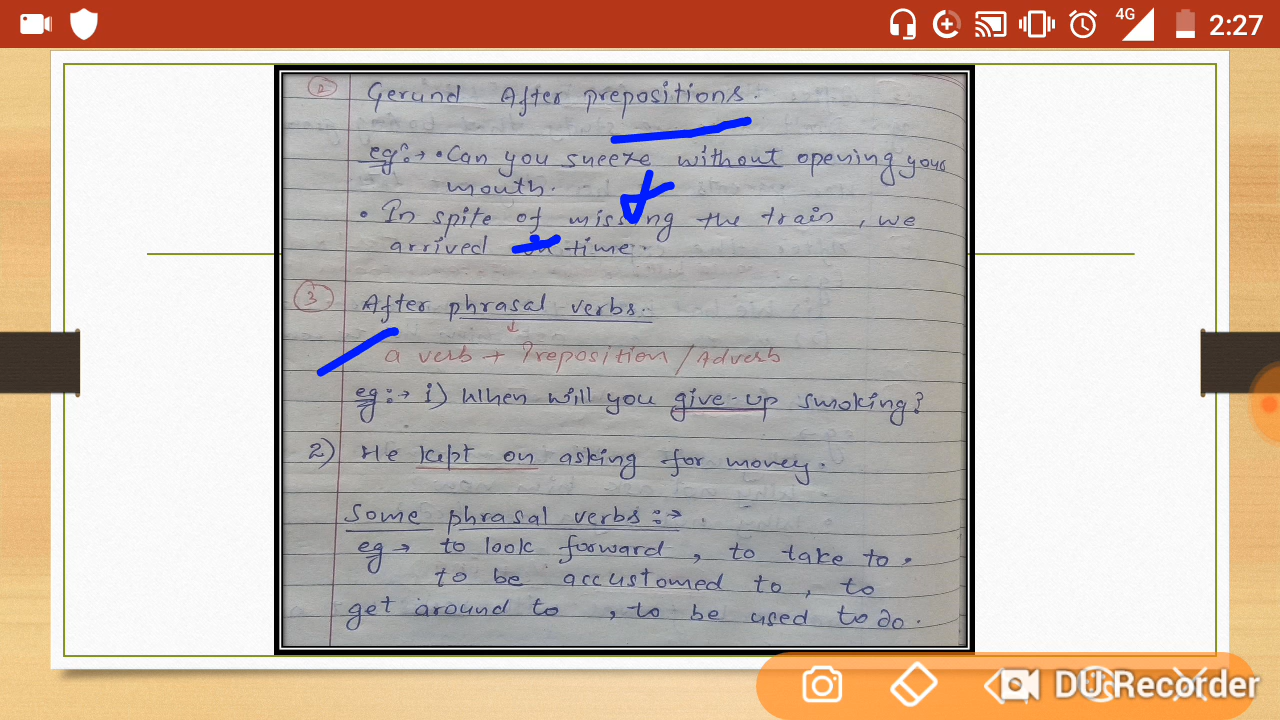 4G 2:27
2 Gerund After prepositions.
eg:→ • Can you sneeze without opening your
mouth.
• In spite of missing the train, we
arrived in time.
3 After phrasal verbs.
↓
a verb + Preposition / Adverb
eg:→ 1) When will you give-up smoking?
2) He kept on asking for money.
Some phrasal verbs:→
eg → to look forward, to take to,
to be accustomed to, to
get around to, to be used to do.
DU Recorder